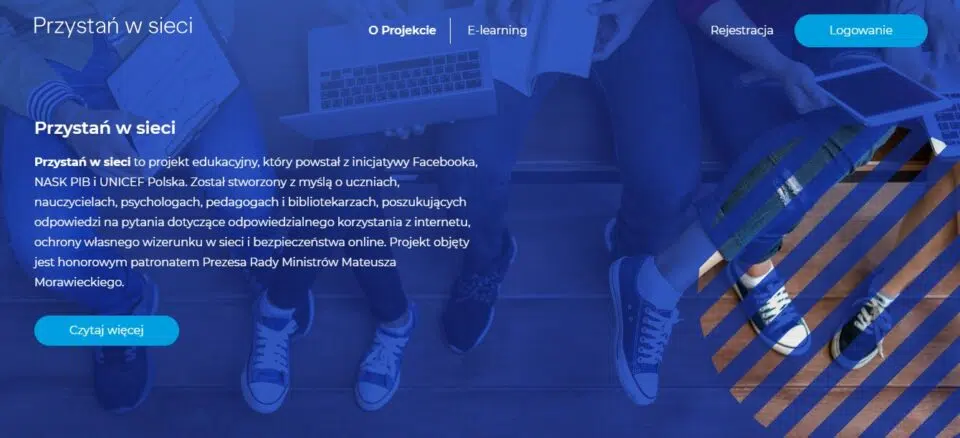 Przystań w sieci
O Projekcie
E-learning
Rejestracja
Logowanie
Przystań w sieci
Przystań w sieci to projekt edukacyjny, który powstał z inicjatywy Facebooka,
NASK PIB i UNICEF Polska. Został stworzony z myślą o uczniach,
nauczycielach, psychologach, pedagogach i bibliotekarzach, poszukujących
odpowiedzi na pytania dotyczące odpowiedzialnego korzystania z internetu,
ochrony własnego wizerunku w sieci i bezpieczeństwa online. Projekt objęty
jest honorowym patronatem Prezesa Rady Ministrów Mateusza
Morawieckiego.
Czytaj więcej